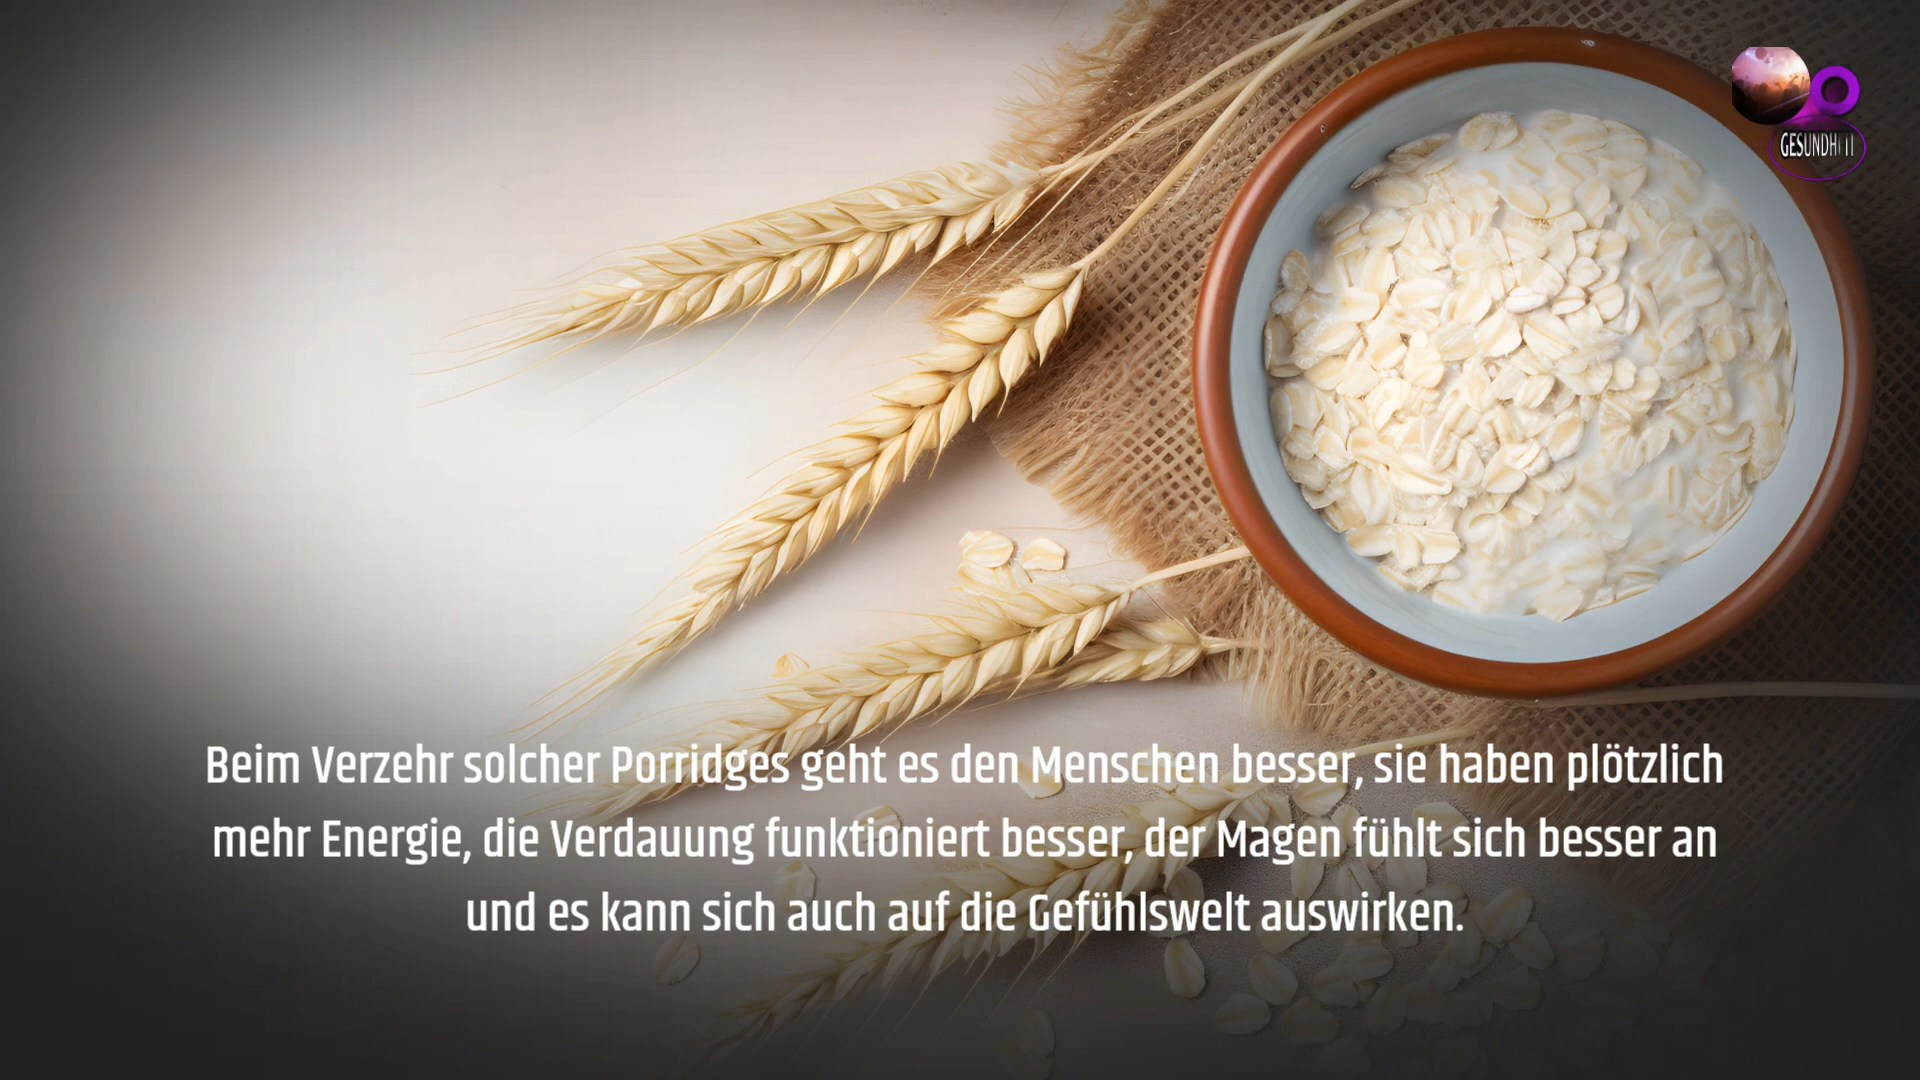 GESUNDHEIT
Beim Verzehr solcher Porridges geht es den Menschen besser, sie haben plötzlich
mehr Energie, die Verdauung funktioniert besser, der Magen fühlt sich besser an
und es kann sich auch auf die Gefühlswelt auswirken.